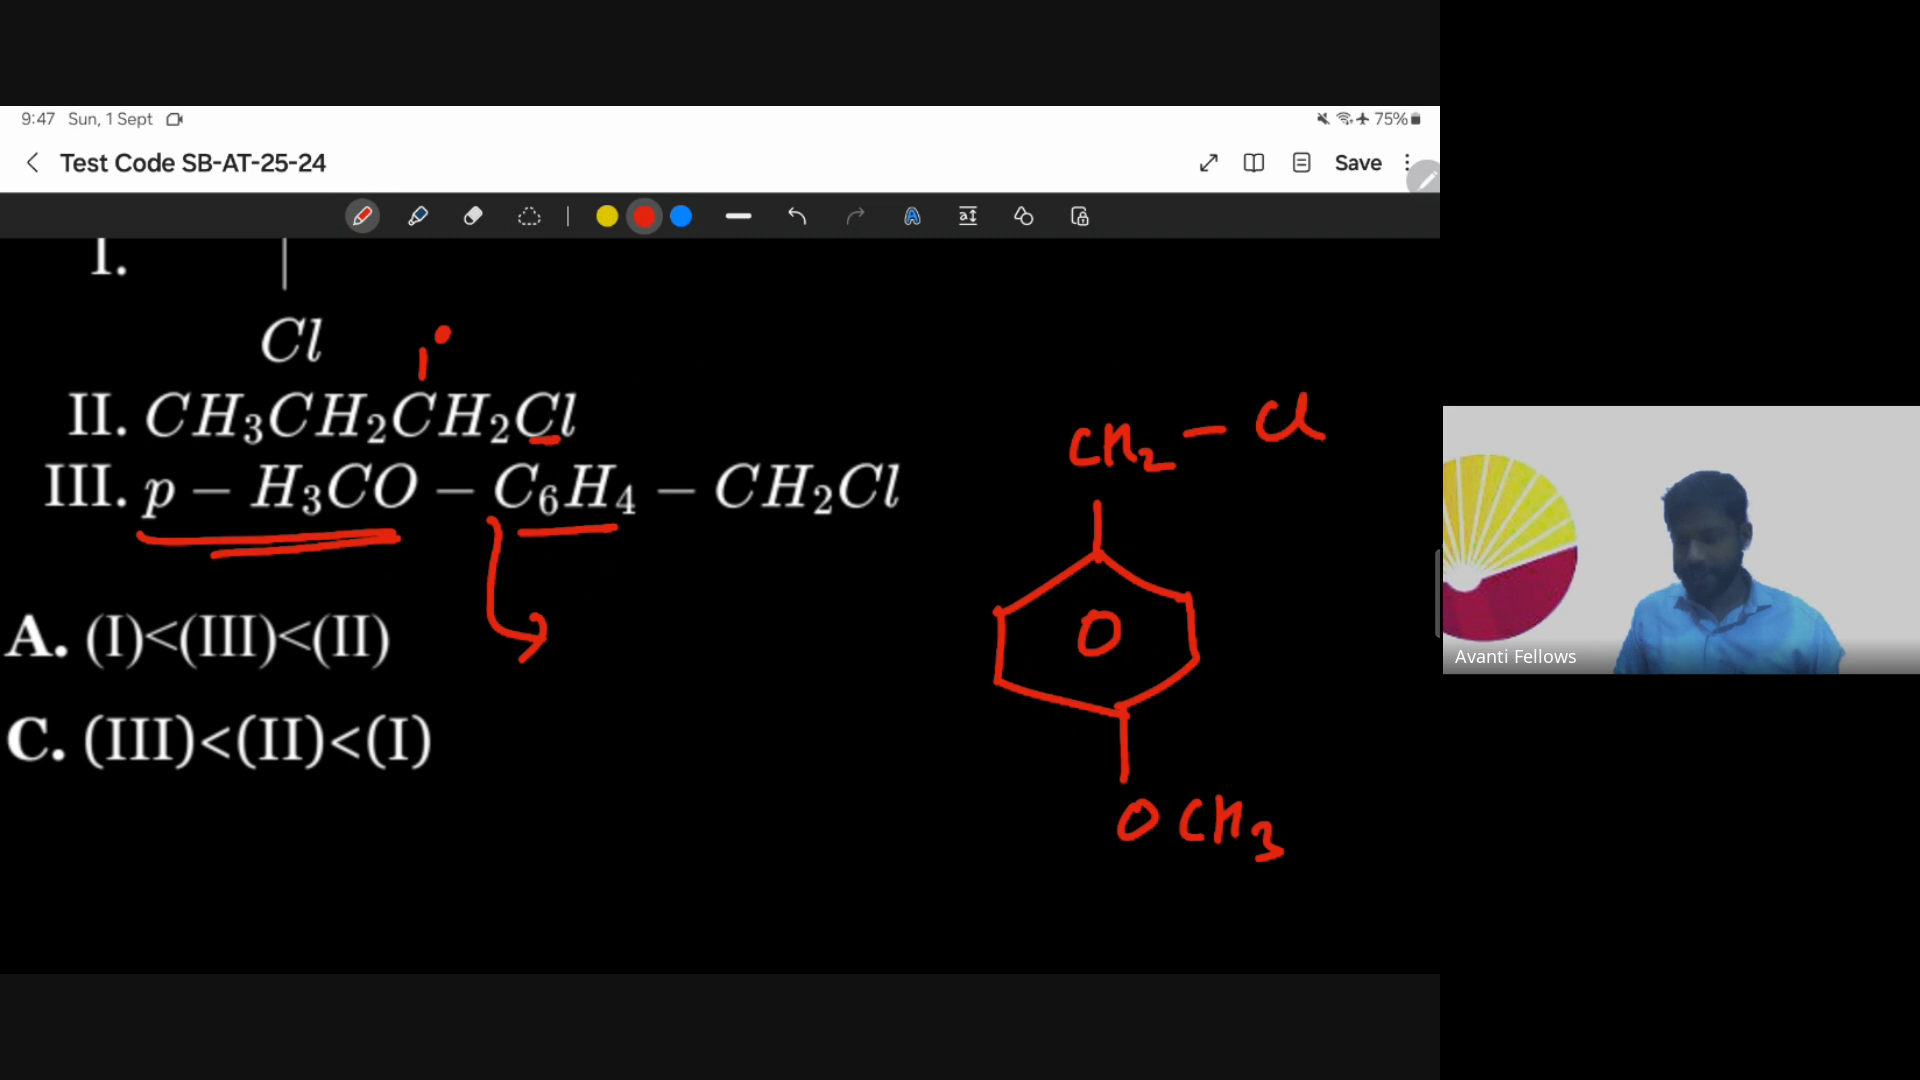 9:47 Sun, 1 Sept
75%
Test Code SB-AT-25-24
Save
I.
Cl
1°
II. CH₃CH₂CH₂Cl
III. p − H₃CO − C₆H₄ − CH₂Cl
A. (I)<(III)<(II)
C. (III)<(II)<(I)
CH₂ − Cl
O
OCH₃
Avanti Fellows